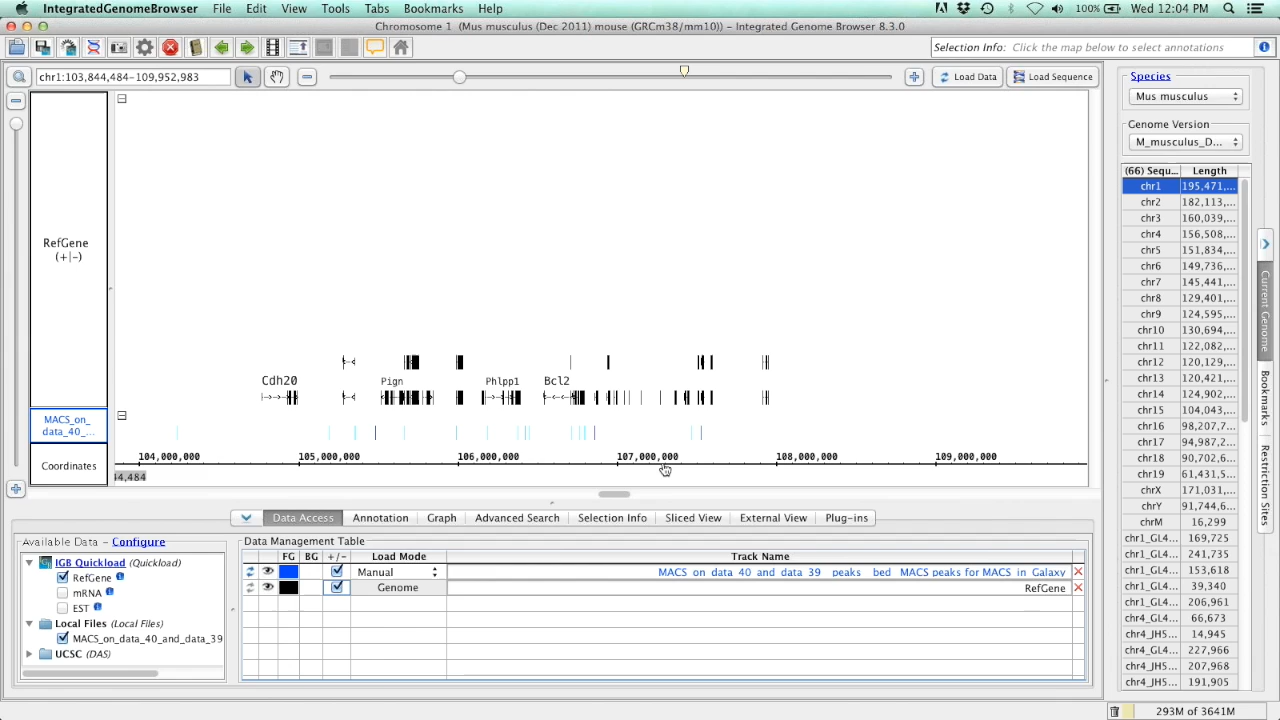 IntegratedGenomeBrowser File Edit View Tools Tabs Bookmarks Help 100% Wed 12:04 PM
Chromosome 1 (Mus musculus (Dec 2011) mouse (GRCm38/mm10)) - Integrated Genome Browser 8.3.0
Selection Info: Click the map below to select annotations
chr1:103,844,484-109,952,983
Load Data
Load Sequence
RefGene
(+|-)
Cdh20 Pign Phlpp1 Bcl2
MACS_on_
data_40_...
Coordinates
104,000,000 105,000,000 106,000,000 107,000,000 108,000,000 109,000,000
44,484
Species
Mus musculus
Genome Version
M_musculus_D...
(66) Sequ... Length
chr1 195,471,...
chr2 182,113,...
chr3 160,039,...
chr4 156,508,...
chr5 151,834,...
chr6 149,736,...
chr7 145,441,...
chr8 129,401,...
chr9 124,595,...
chr10 130,694,...
chr11 122,082,...
chr12 120,129,...
chr13 120,421,...
chr14 124,902,...
chr15 104,043,...
chr16 98,207,7...
chr17 94,987,2...
chr18 90,702,6...
chr19 61,431,5...
chrX 171,031,...
chrY 91,744,6...
chrM 16,299
chr1_GL4... 169,725
chr1_GL4... 241,735
chr1_GL4... 153,618
chr1_GL4... 39,340
chr1_GL4... 206,961
chr4_GL4... 66,673
chr4_JH5... 14,945
chr4_GL4... 227,966
chr4_JH5... 207,968
chr4_JH5... 191,905
Current Genome
Bookmarks
Restriction Sites
Data Access Annotation Graph Advanced Search Selection Info Sliced View External View Plug-ins
Available Data - Configure
IGB Quickload (Quickload)
RefGene
mRNA
EST
Local Files (Local Files)
MACS_on_data_40_and_data_39
UCSC (DAS)
Data Management Table
FG BG +/- Load Mode Track Name
Manual MACS on data 40 and data 39 peaks bed MACS peaks for MACS in Galaxy
Genome RefGene
293M of 3641M